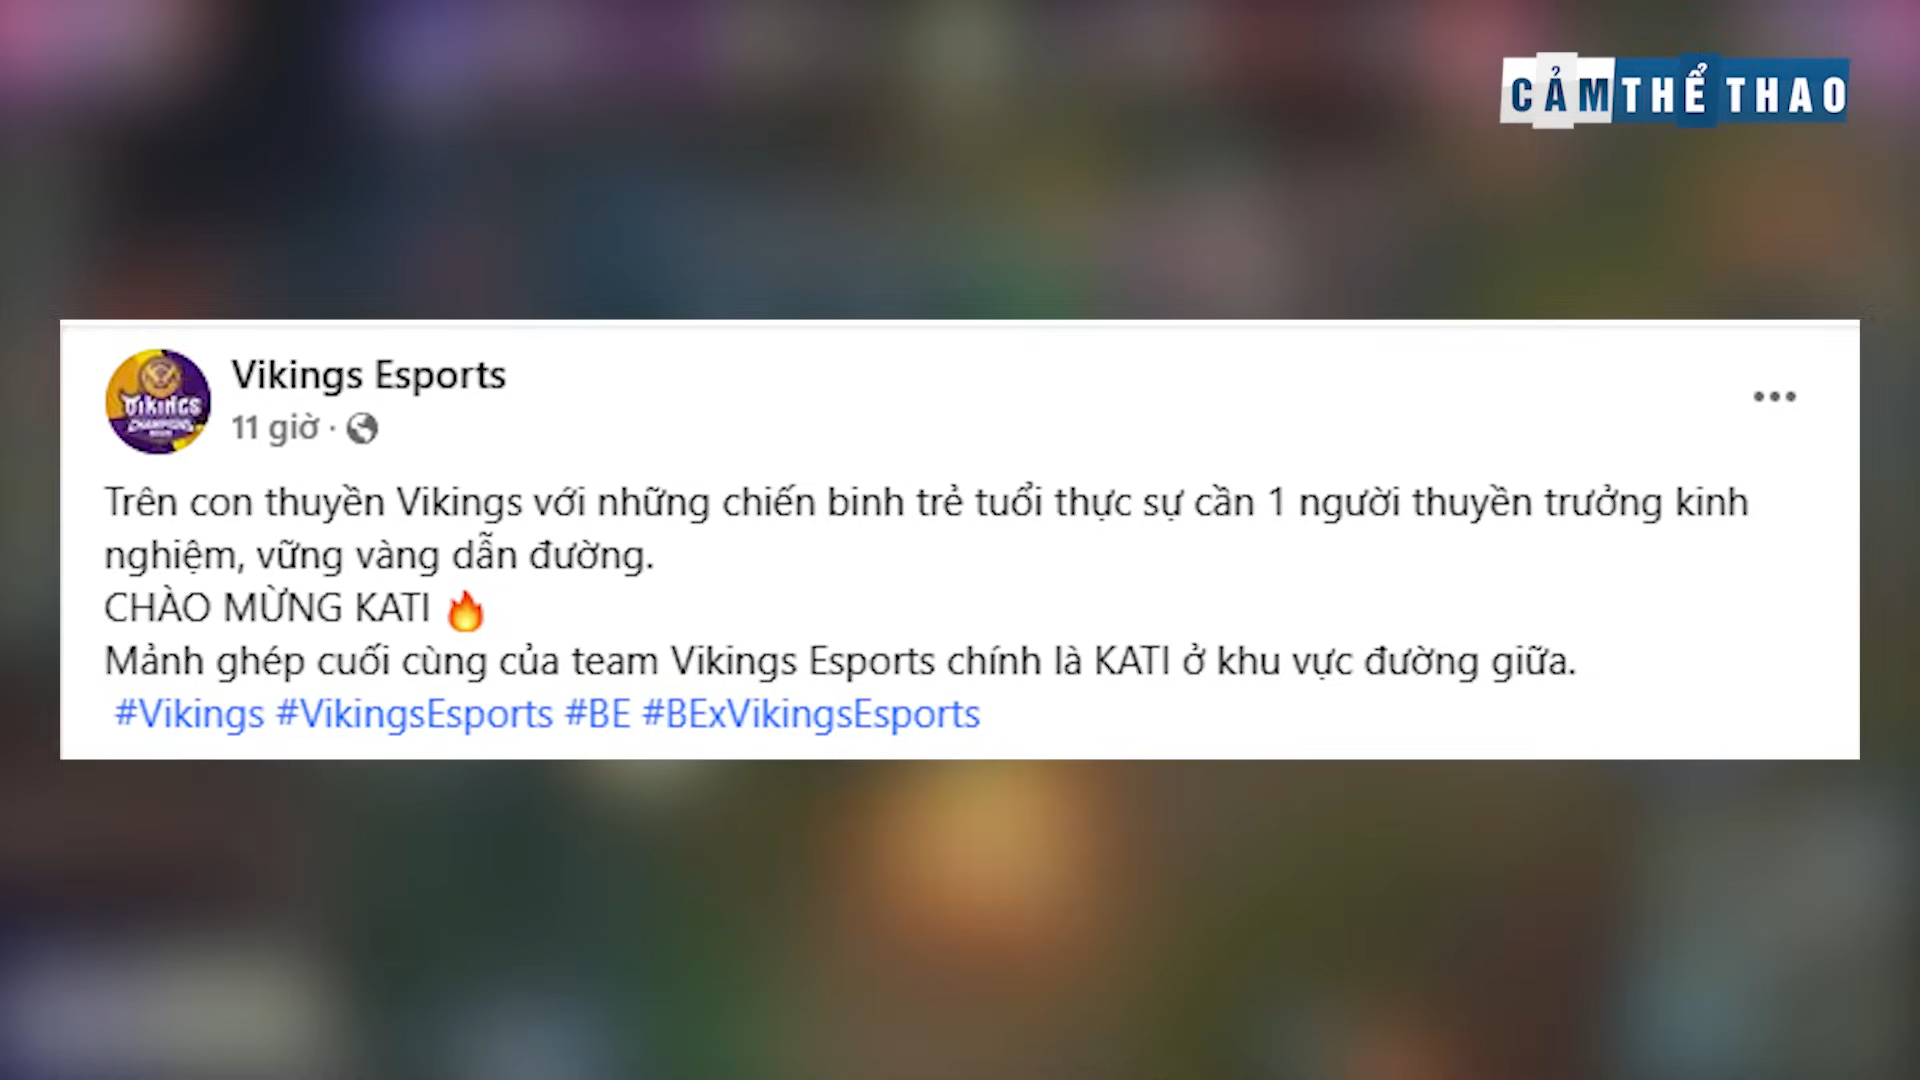 CẢM THỂ THAO
VIKINGS
Vikings Esports
11 giờ ·
Trên con thuyền Vikings với những chiến binh trẻ tuổi thực sự cần 1 người thuyền trưởng kinh
nghiệm, vững vàng dẫn đường.
CHÀO MỪNG KATI 🔥
Mảnh ghép cuối cùng của team Vikings Esports chính là KATI ở khu vực đường giữa.
#Vikings #VikingsEsports #BE #BExVikingsEsports